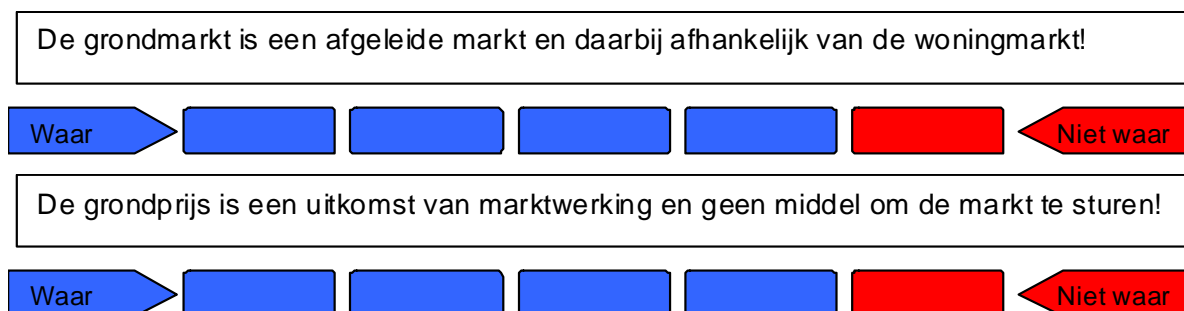 De grondmarkt is een afgeleide markt en daarbij afhankelijk van de woningmarkt!
Waar Niet waar
De grondprijs is een uitkomst van marktwerking en geen middel om de markt te sturen!
Waar Niet waar